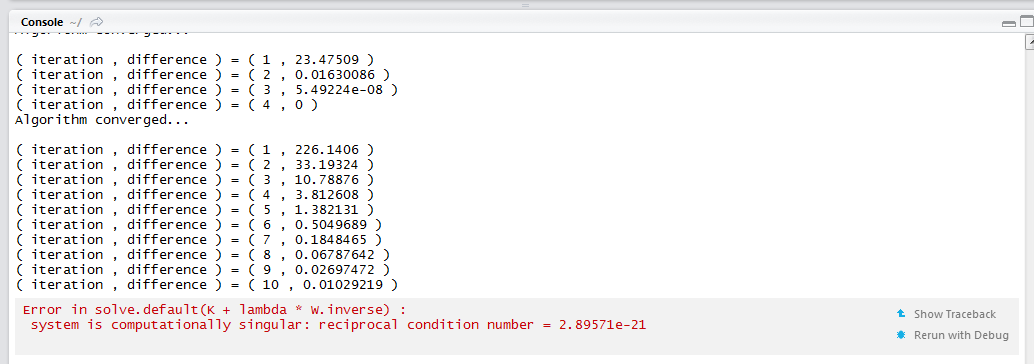 Console ~/
Algorithm converged...
( iteration , difference ) = ( 1 , 23.47509 )
( iteration , difference ) = ( 2 , 0.01630086 )
( iteration , difference ) = ( 3 , 5.49224e-08 )
( iteration , difference ) = ( 4 , 0 )
Algorithm converged...
( iteration , difference ) = ( 1 , 226.1406 )
( iteration , difference ) = ( 2 , 33.19324 )
( iteration , difference ) = ( 3 , 10.78876 )
( iteration , difference ) = ( 4 , 3.812608 )
( iteration , difference ) = ( 5 , 1.382131 )
( iteration , difference ) = ( 6 , 0.5049689 )
( iteration , difference ) = ( 7 , 0.1848465 )
( iteration , difference ) = ( 8 , 0.06787642 )
( iteration , difference ) = ( 9 , 0.02697472 )
( iteration , difference ) = ( 10 , 0.01029219 )
Error in solve.default(K + lambda * W.inverse) :
system is computationally singular: reciprocal condition number = 2.89571e-21
Show Traceback
Rerun with Debug